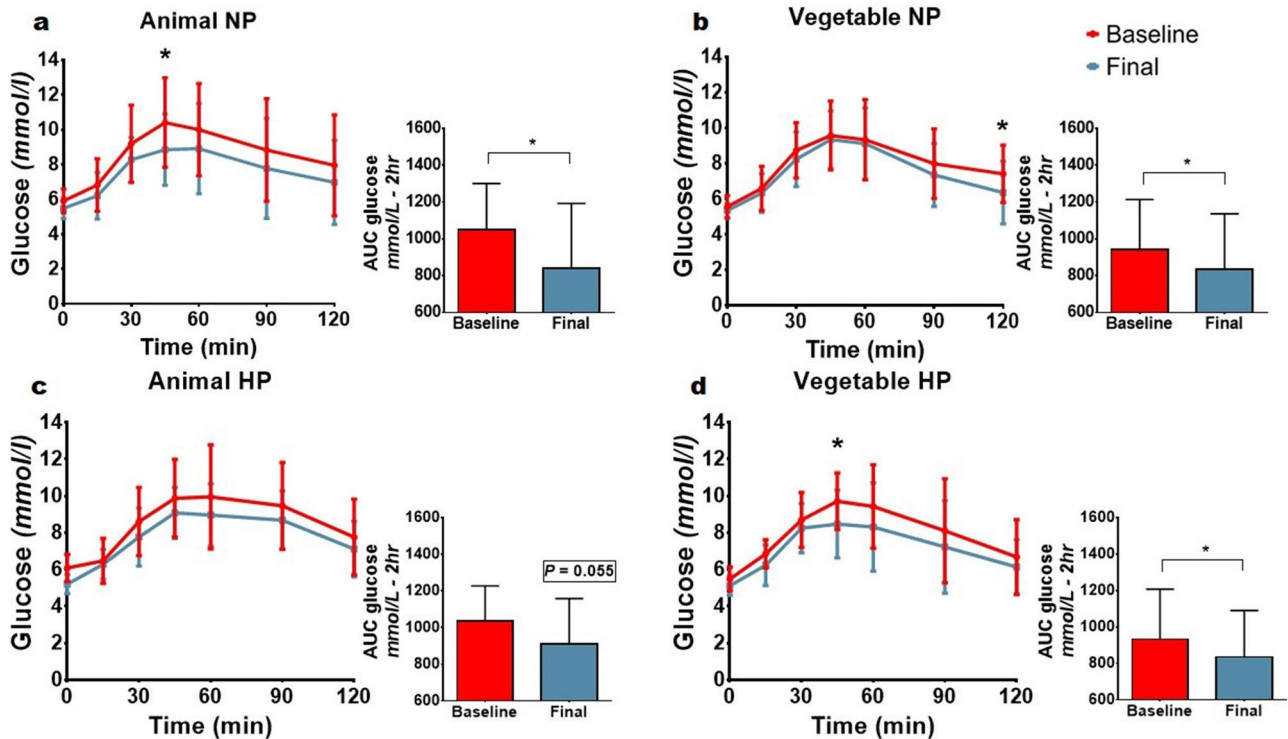 a
Animal NP
Glucose (mmol/l)
14
12
10
8
6
4
2
0
*
0 30 60 90 120
Time (min)
AUC glucose
mmol/L - 2hr
1600
1400
1200
1000
800
600
*
Baseline Final
b
Vegetable NP
Baseline
Final
Glucose (mmol/l)
14
12
10
8
6
4
2
0
*
0 30 60 90 120
Time (min)
AUC glucose
mmol/L - 2hr
1600
1400
1200
1000
800
600
*
Baseline Final
c
Animal HP
Glucose (mmol/l)
14
12
10
8
6
4
2
0
0 30 60 90 120
Time (min)
AUC glucose
mmol/L - 2hr
1600
1400
1200
1000
800
600
P = 0.055
Baseline Final
d
Vegetable HP
Glucose (mmol/l)
14
12
10
8
6
4
2
0
*
0 30 60 90 120
Time (min)
AUC glucose
mmol/L - 2hr
1600
1400
1200
1000
800
600
*
Baseline Final